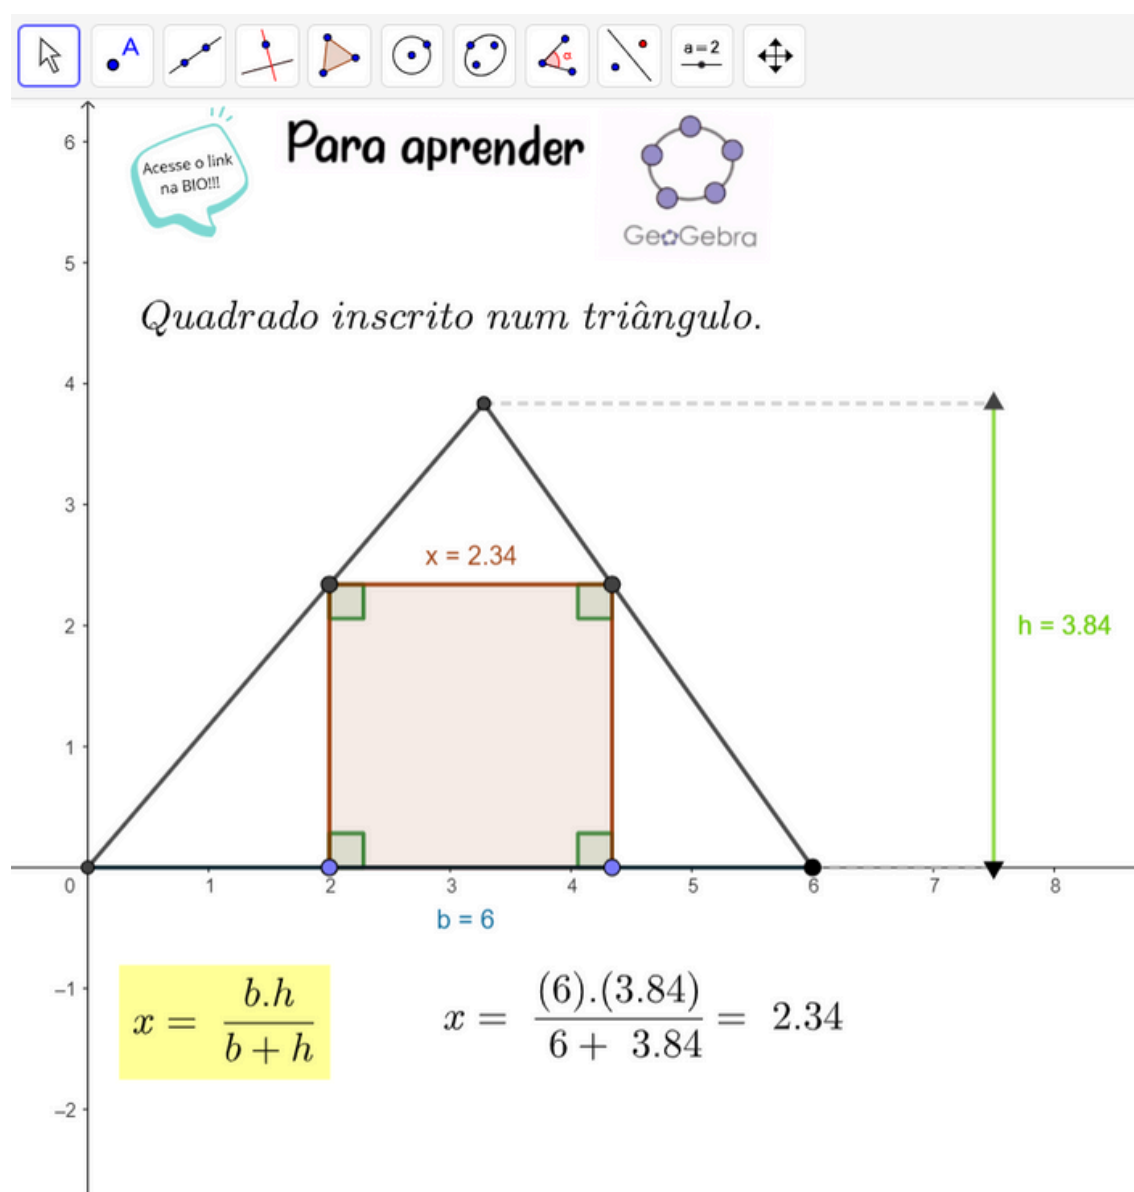 A
α
a=2
Acesse o link
na BIO!!!
Para aprender
GeoGebra
Quadrado inscrito num triângulo.
6
5
4
3
2
1
x = 2.34
h = 3.84
0 1 2 3 4 5 6 7 8
b = 6
–1
–2
x = b.h / b + h
x = (6).(3.84) / 6 + 3.84 = 2.34